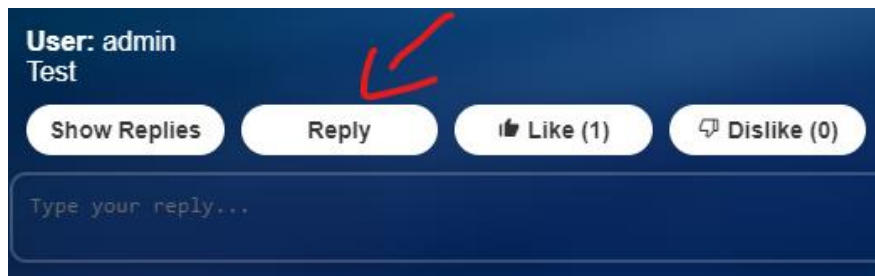 User: admin
Test
Show Replies Reply Like (1) Dislike (0)
Type your reply...